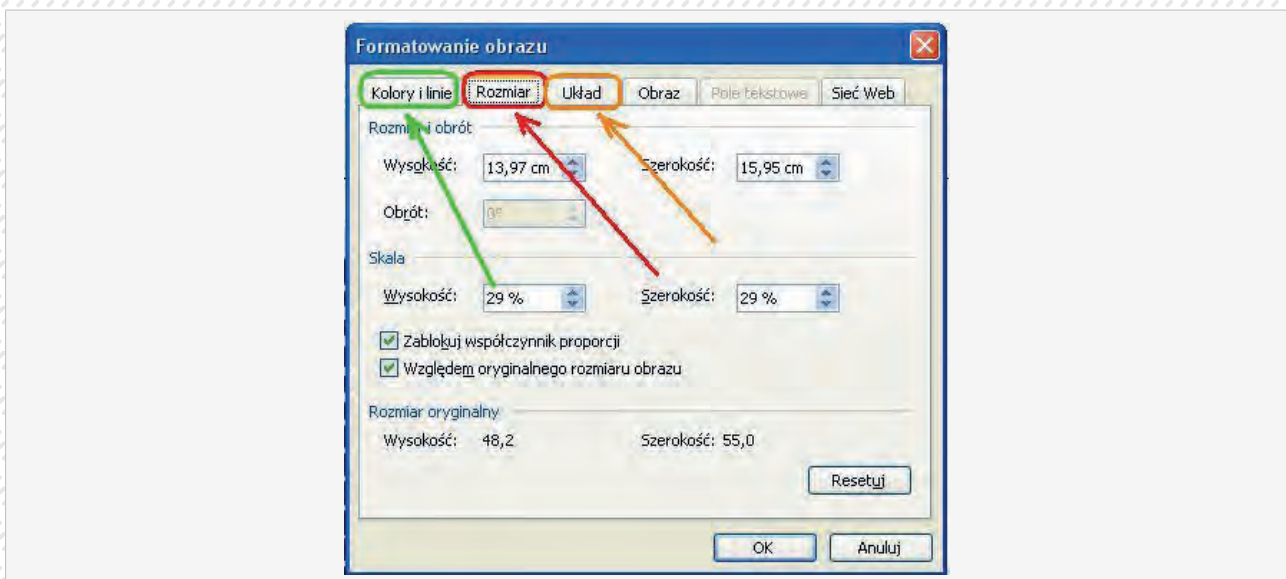 Formatowanie obrazu
Kolory i linie Rozmiar Układ Obraz Pole tekstowe Sieć Web
Rozmiar i obrót
Wysokość: 13,97 cm Szerokość: 15,95 cm
Obrót: 0°
Skala
Wysokość: 29 % Szerokość: 29 %
Zablokuj współczynnik proporcji
Względem oryginalnego rozmiaru obrazu
Rozmiar oryginalny
Wysokość: 48,2 Szerokość: 55,0
Resetuj
OK Anuluj